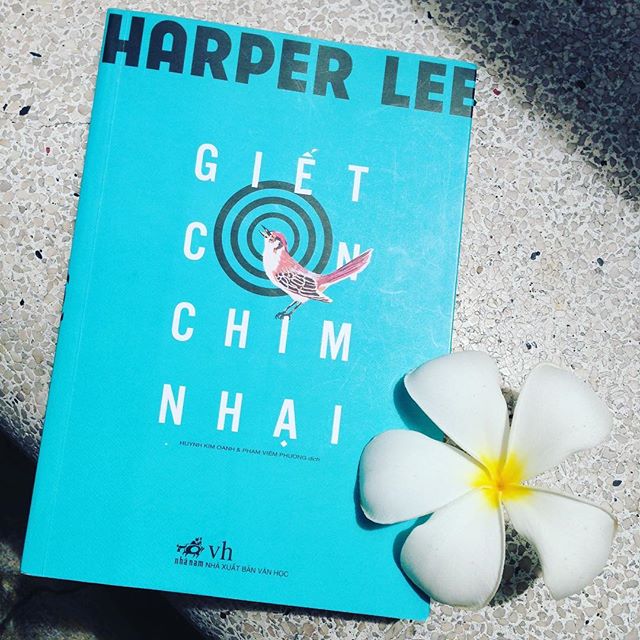 HARPER LEE
GIẾT
CON
CHIM
NHẠI
HUỲNH KIM OANH & PHẠM VIÊM PHƯƠNG dịch
vh
nhã nam NHÀ XUẤT BẢN VĂN HỌC